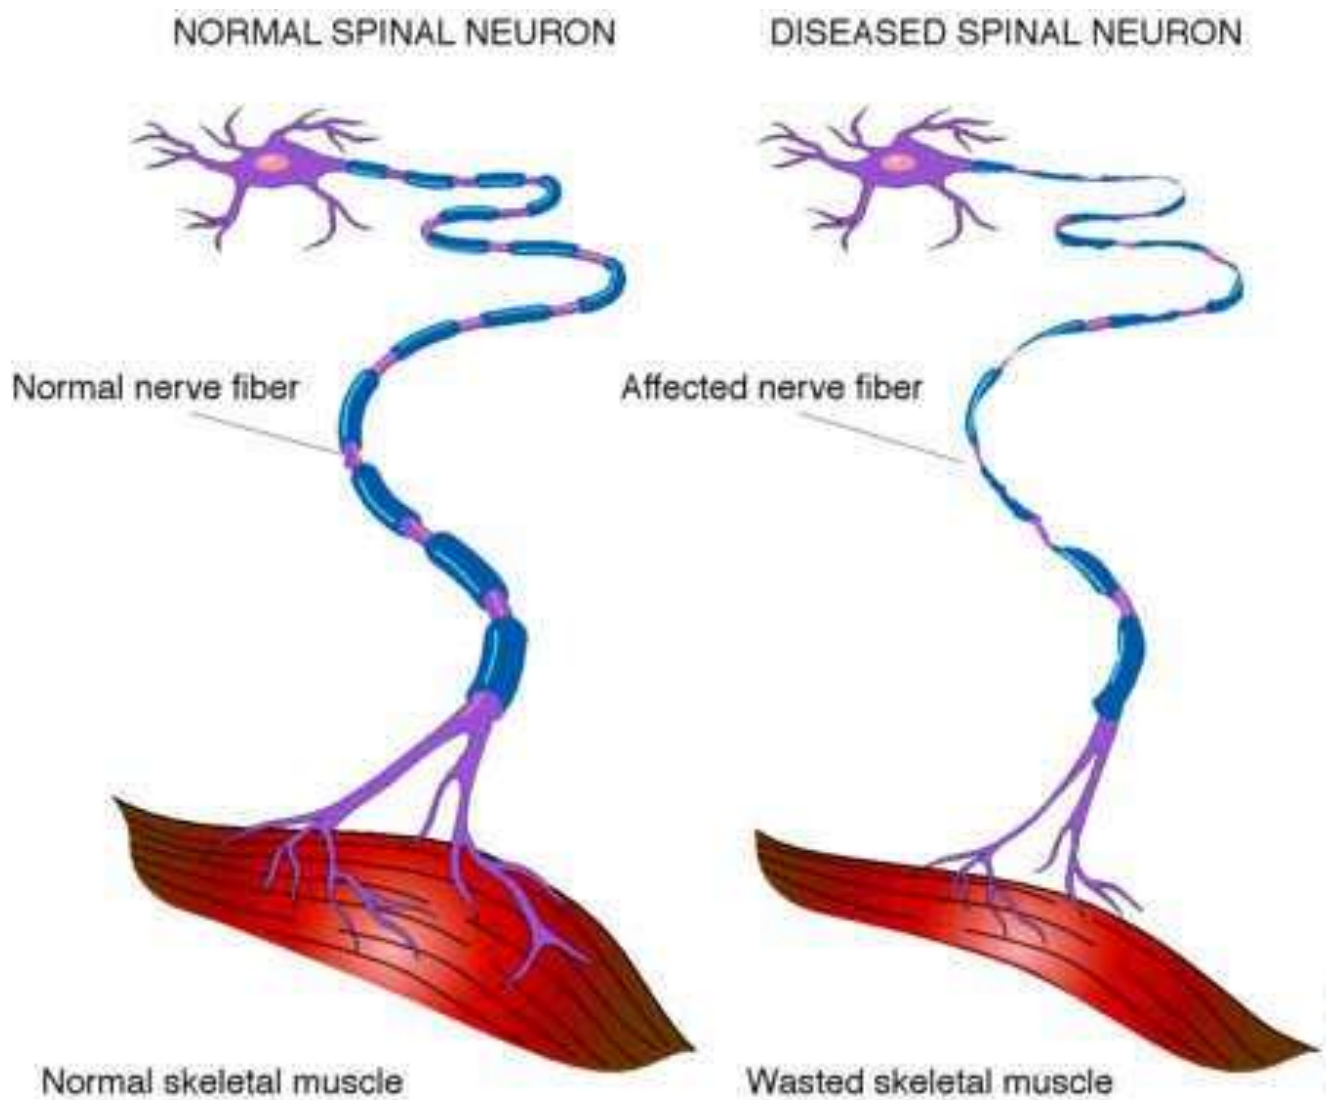 NORMAL SPINAL NEURON
DISEASED SPINAL NEURON
Normal nerve fiber
Affected nerve fiber
Normal skeletal muscle
Wasted skeletal muscle